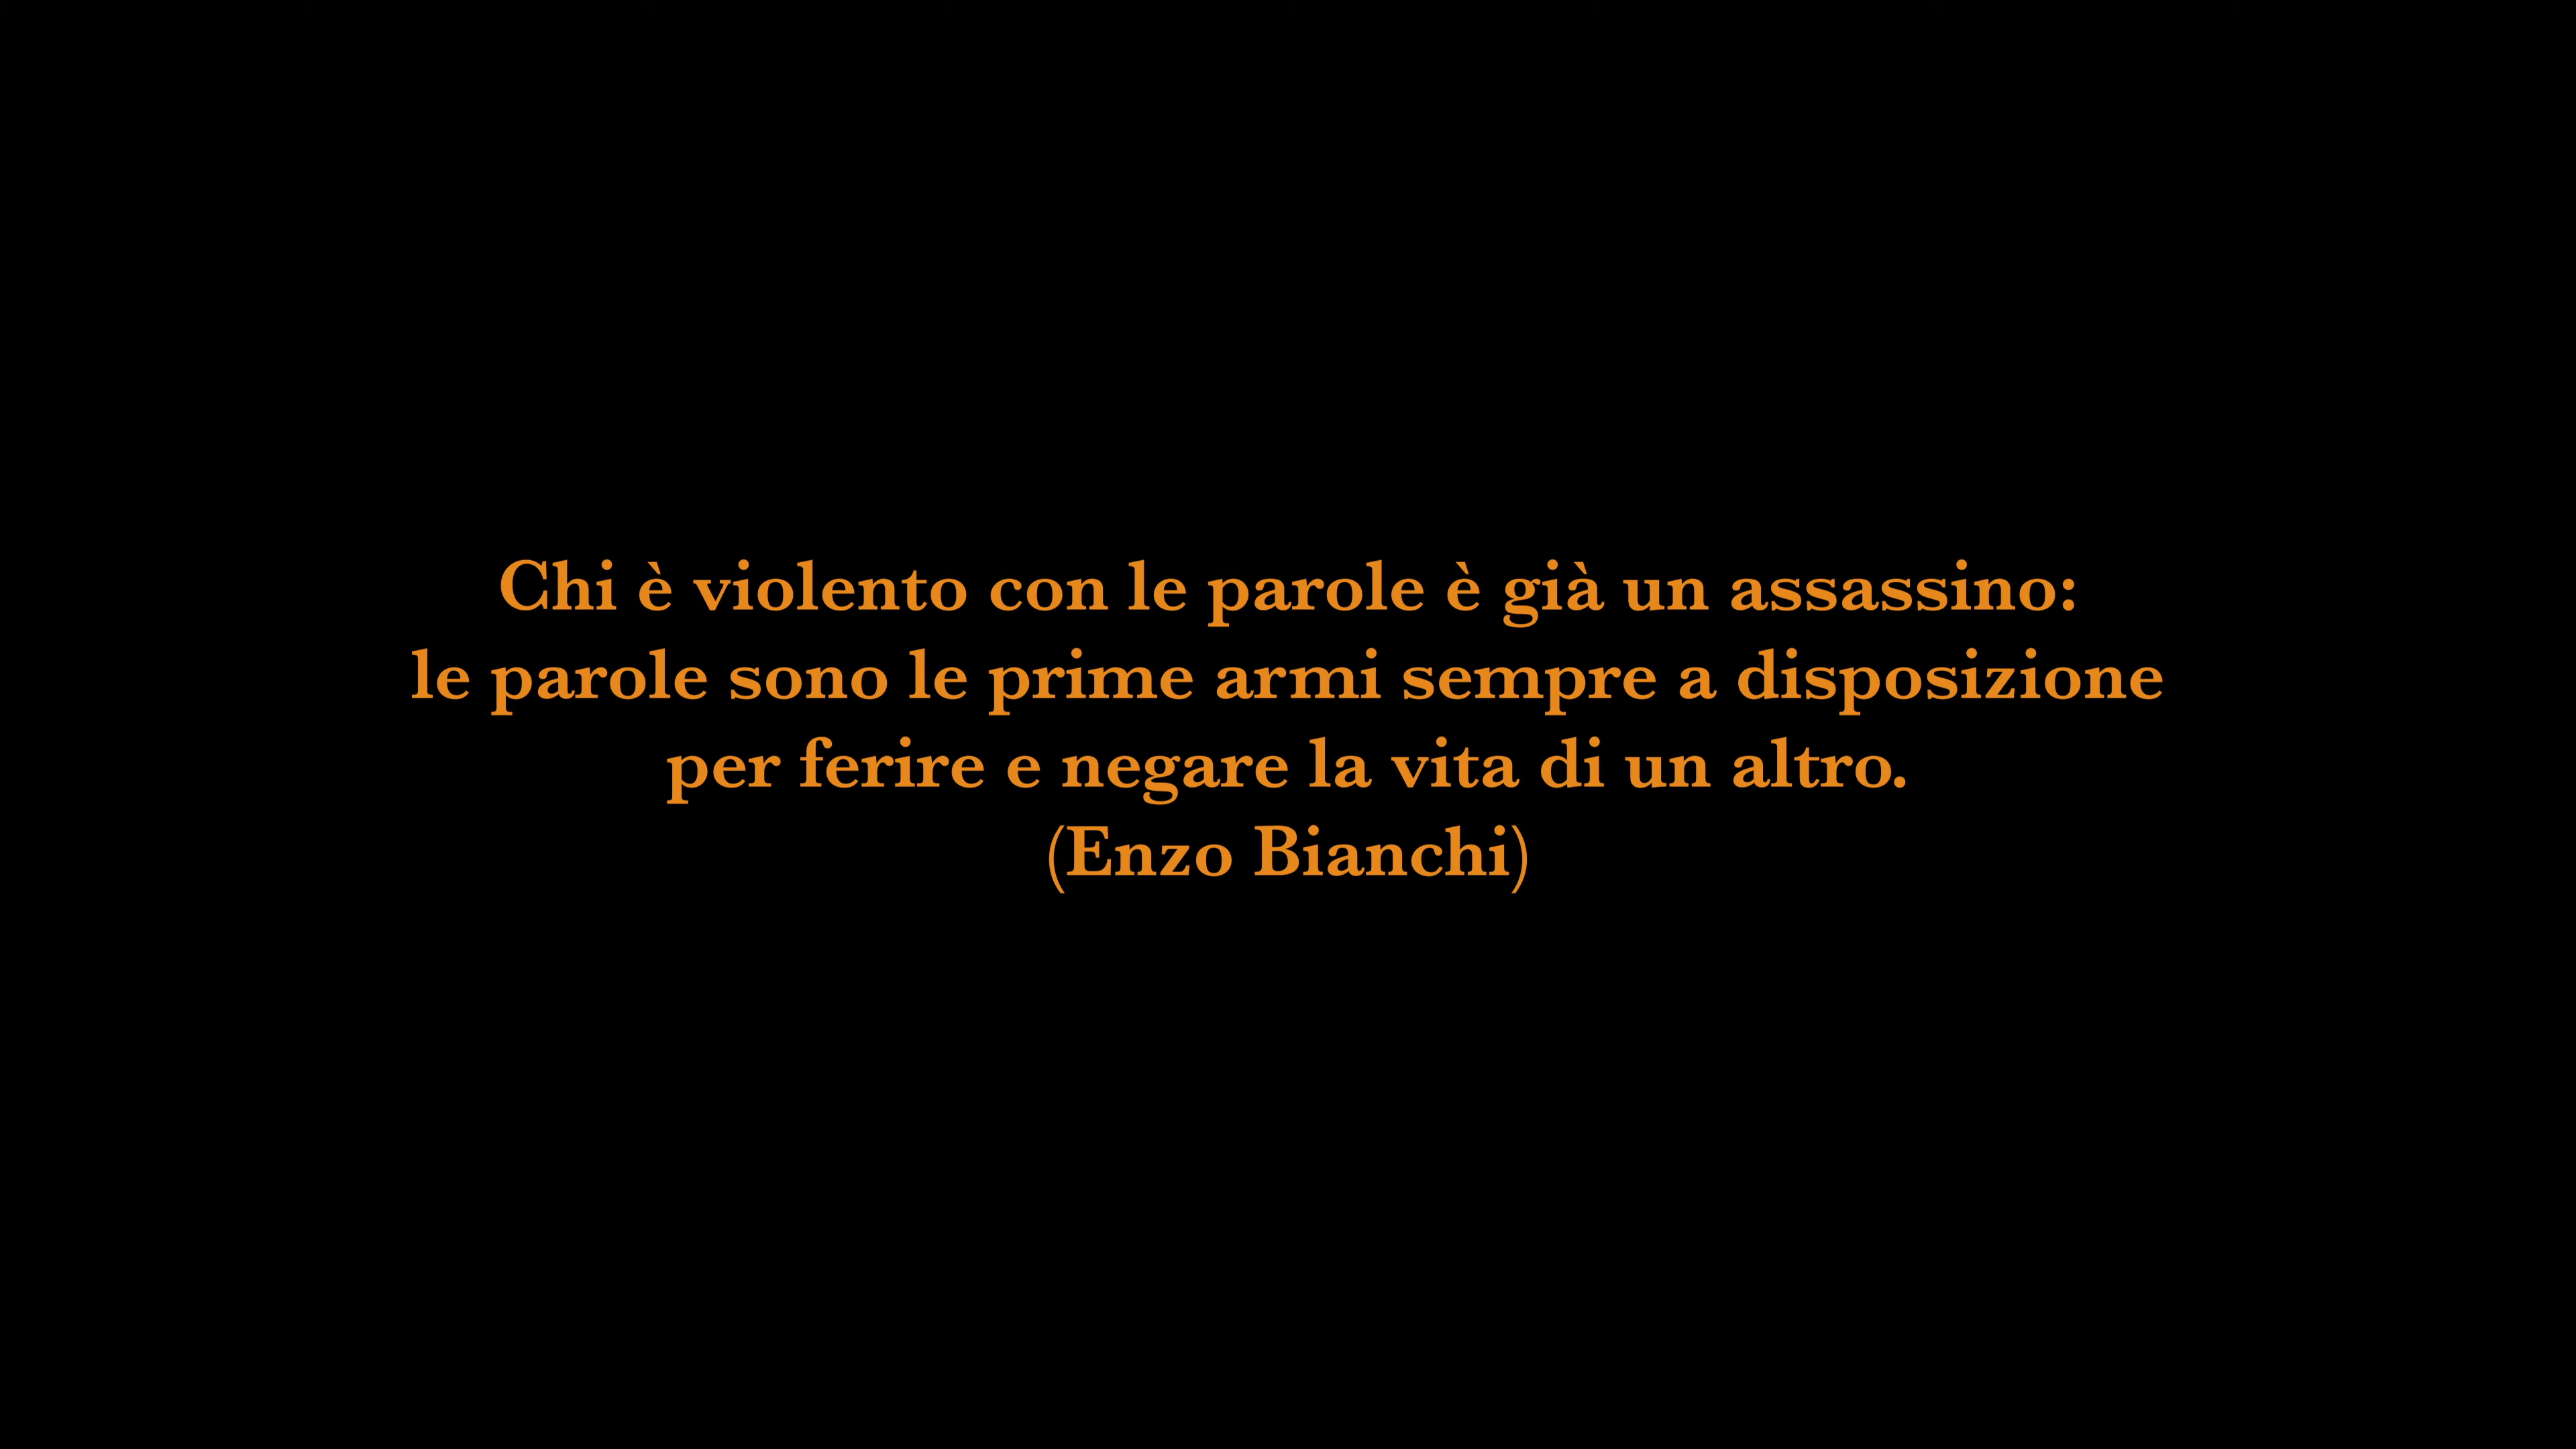 Chi è violento con le parole è già un assassino:
le parole sono le prime armi sempre a disposizione
per ferire e negare la vita di un altro.
(Enzo Bianchi)